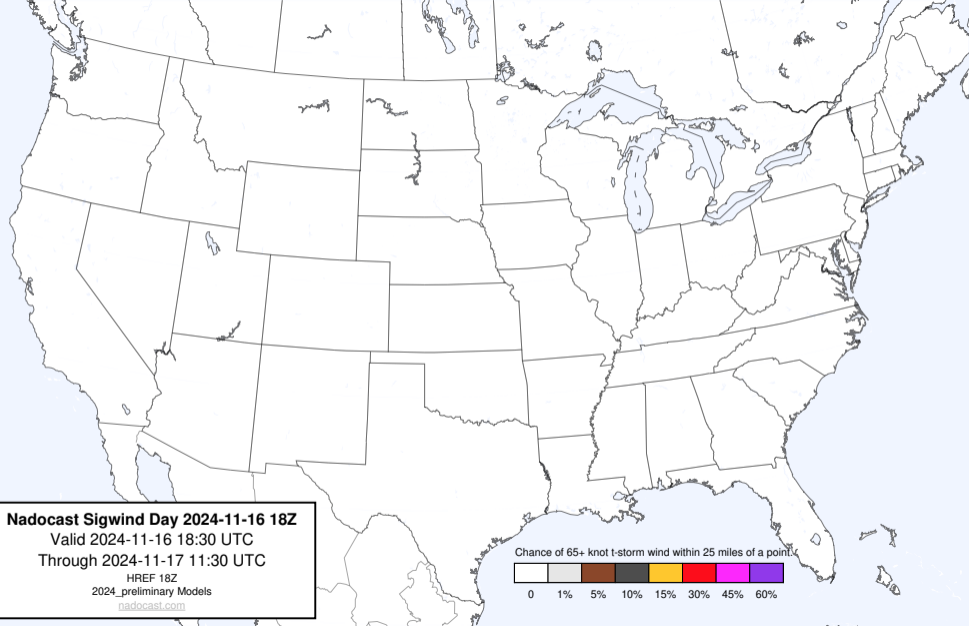 Nadocast Sigwind Day 2024-11-16 18Z
Valid 2024-11-16 18:30 UTC
Through 2024-11-17 11:30 UTC
HREF 18Z
2024_preliminary Models
nadocast.com
Chance of 65+ knot t-storm wind within 25 miles of a point.
0 1% 5% 10% 15% 30% 45% 60%